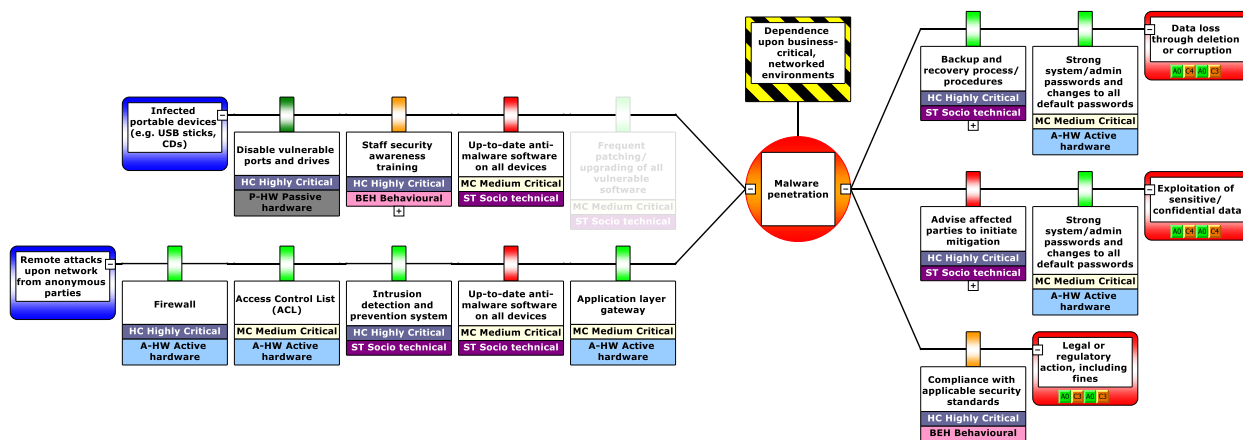 Dependence
upon business-
critical,
networked
environments
Infected
portable devices
(e.g. USB sticks,
CDs)
Disable vulnerable
ports and drives
HC Highly Critical
P-HW Passive
hardware
Staff security
awareness
training
HC Highly Critical
BEH Behavioural
Up-to-date anti-
malware software
on all devices
MC Medium Critical
ST Socio technical
Frequent
patching/
upgrading of all
vulnerable
software
MC Medium Critical
ST Socio technical
Malware
penetration
Remote attacks
upon network
from anonymous
parties
Firewall
HC Highly Critical
A-HW Active
hardware
Access Control List
(ACL)
MC Medium Critical
A-HW Active
hardware
Intrusion
detection and
prevention system
HC Highly Critical
ST Socio technical
Up-to-date anti-
malware software
on all devices
MC Medium Critical
ST Socio technical
Application layer
gateway
MC Medium Critical
A-HW Active
hardware
Backup and
recovery process/
procedures
HC Highly Critical
ST Socio technical
Strong
system/admin
passwords and
changes to all
default passwords
MC Medium Critical
A-HW Active
hardware
Data loss
through deletion
or corruption
A0 C4 A0 C3
Advise affected
parties to initiate
mitigation
HC Highly Critical
ST Socio technical
Strong
system/admin
passwords and
changes to all
default passwords
MC Medium Critical
A-HW Active
hardware
Exploitation of
sensitive/
confidential data
A0 C4 A0 C4
Compliance with
applicable security
standards
HC Highly Critical
BEH Behavioural
Legal or
regulatory
action, including
fines
A0 C3 A0 C3